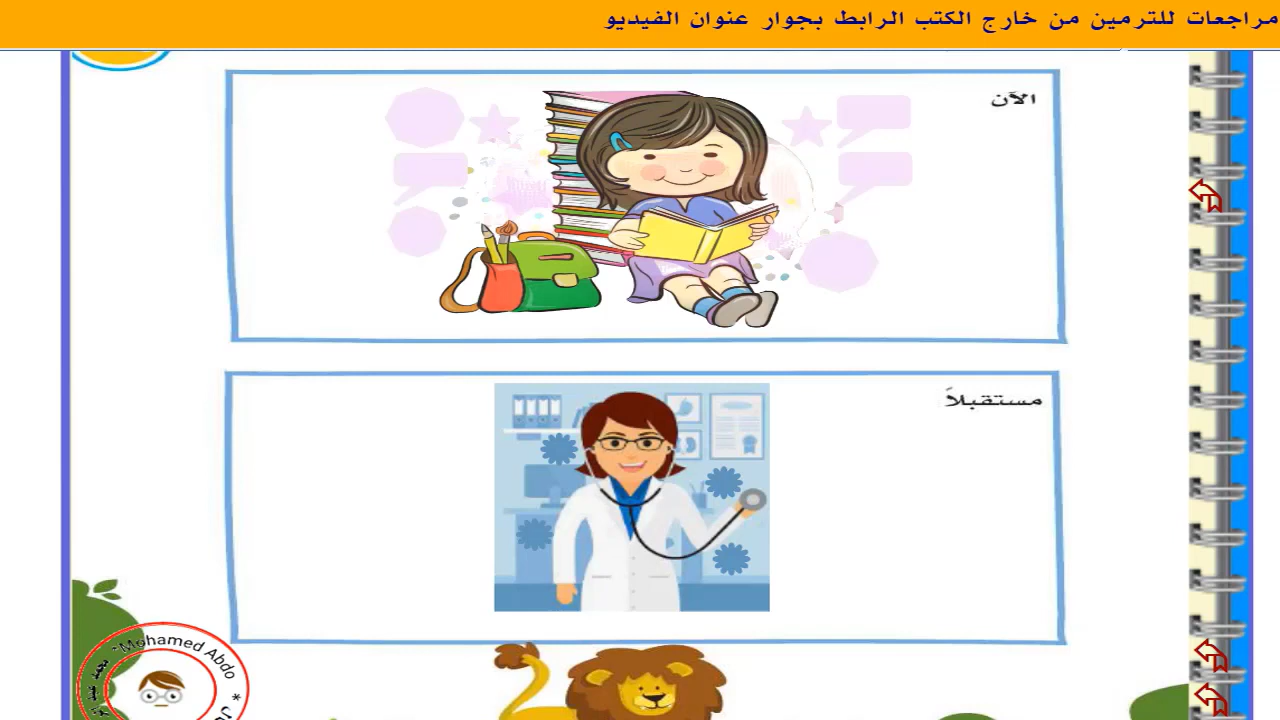 مراجعات للترمين من خارج الكتب الرابط بجوار عنوان الفيديو
الآن
مستقبلاً
Mohamed Abdo